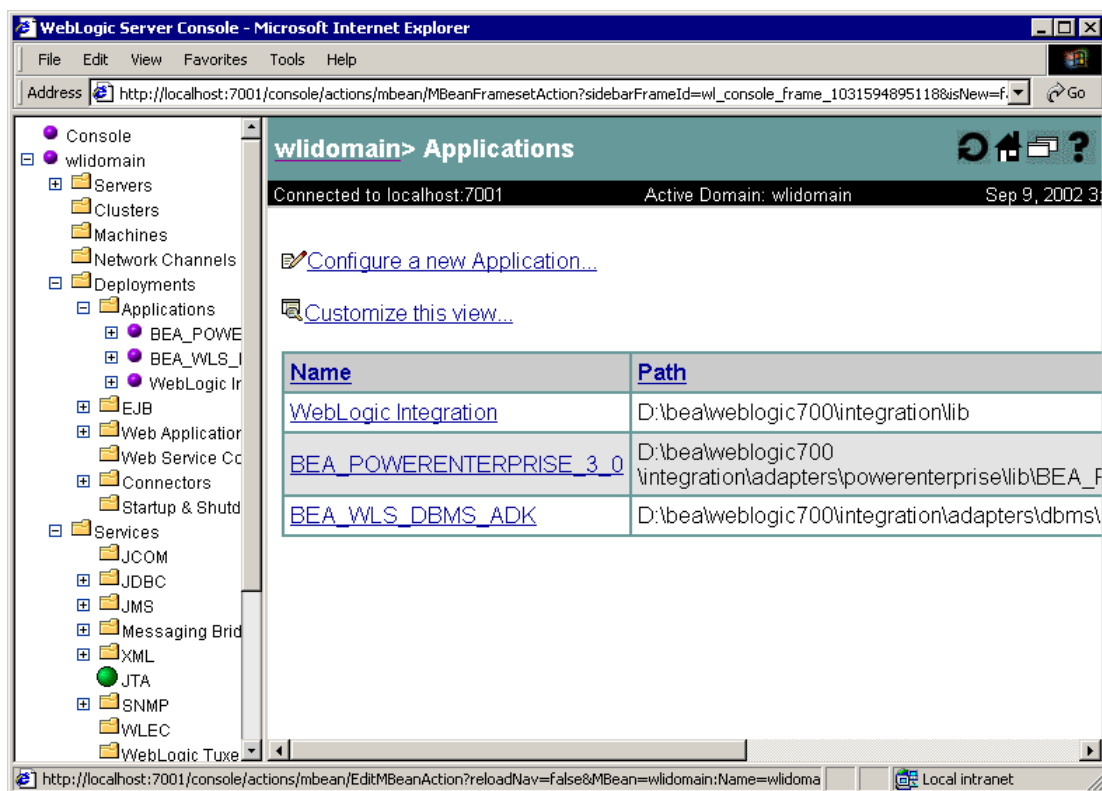 WebLogic Server Console - Microsoft Internet Explorer
File Edit View Favorites Tools Help
Address http://localhost:7001/console/actions/mbean/MBeanFramesetAction?sidebarFrameId=wl_console_frame_1031594895118&isNew=f Go
Console
wlidomain
Servers
Clusters
Machines
Network Channels
Deployments
Applications
BEA_POWE
BEA_WLS_
WebLogic Ir
EJB
Web Applicatior
Web Service Co
Connectors
Startup & Shutd
Services
JCOM
JDBC
JMS
Messaging Brid
XML
JTA
SNMP
WLEC
WebLogic Tuxe
wlidomain> Applications
?
Connected to localhost:7001 Active Domain: wlidomain Sep 9, 2002 3:
Configure a new Application...
Customize this view...
Name Path
WebLogic Integration D:\bea\weblogic700\integration\lib
BEA_POWERENTERPRISE_3_0 D:\bea\weblogic700
\integration\adapters\powerenterprise\lib\BEA_P
BEA_WLS_DBMS_ADK D:\bea\weblogic700\integration\adapters\dbms\
http://localhost:7001/console/actions/mbean/EditMBeanAction?reloadNav=false&MBean=wlidomain:Name=wlidoma Local intranet